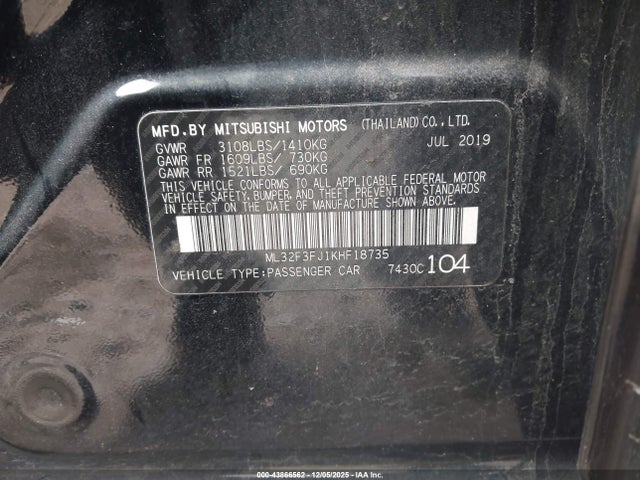 MFD.BY MITSUBISHI MOTORS (THAILAND)CO.,LTD.
GVWR 3108LBS/1410KG JUL 2019
GAWR FR 1609LBS/ 730KG
GAWR RR 1521LBS/ 690KG
THIS VEHICLE CONFORMS TO ALL APPLICABLE FEDERAL MOTOR
VEHICLE SAFETY, BUMPER, AND THEFT PREVENTION STANDARDS
IN EFFECT ON THE DATE OF MANUFACTURE SHOWN ABOVE.
ML32F3FJ1KHF18735
VEHICLE TYPE:PASSENGER CAR 7430C104
000-43866562 - 12/05/2025 - IAA Inc.